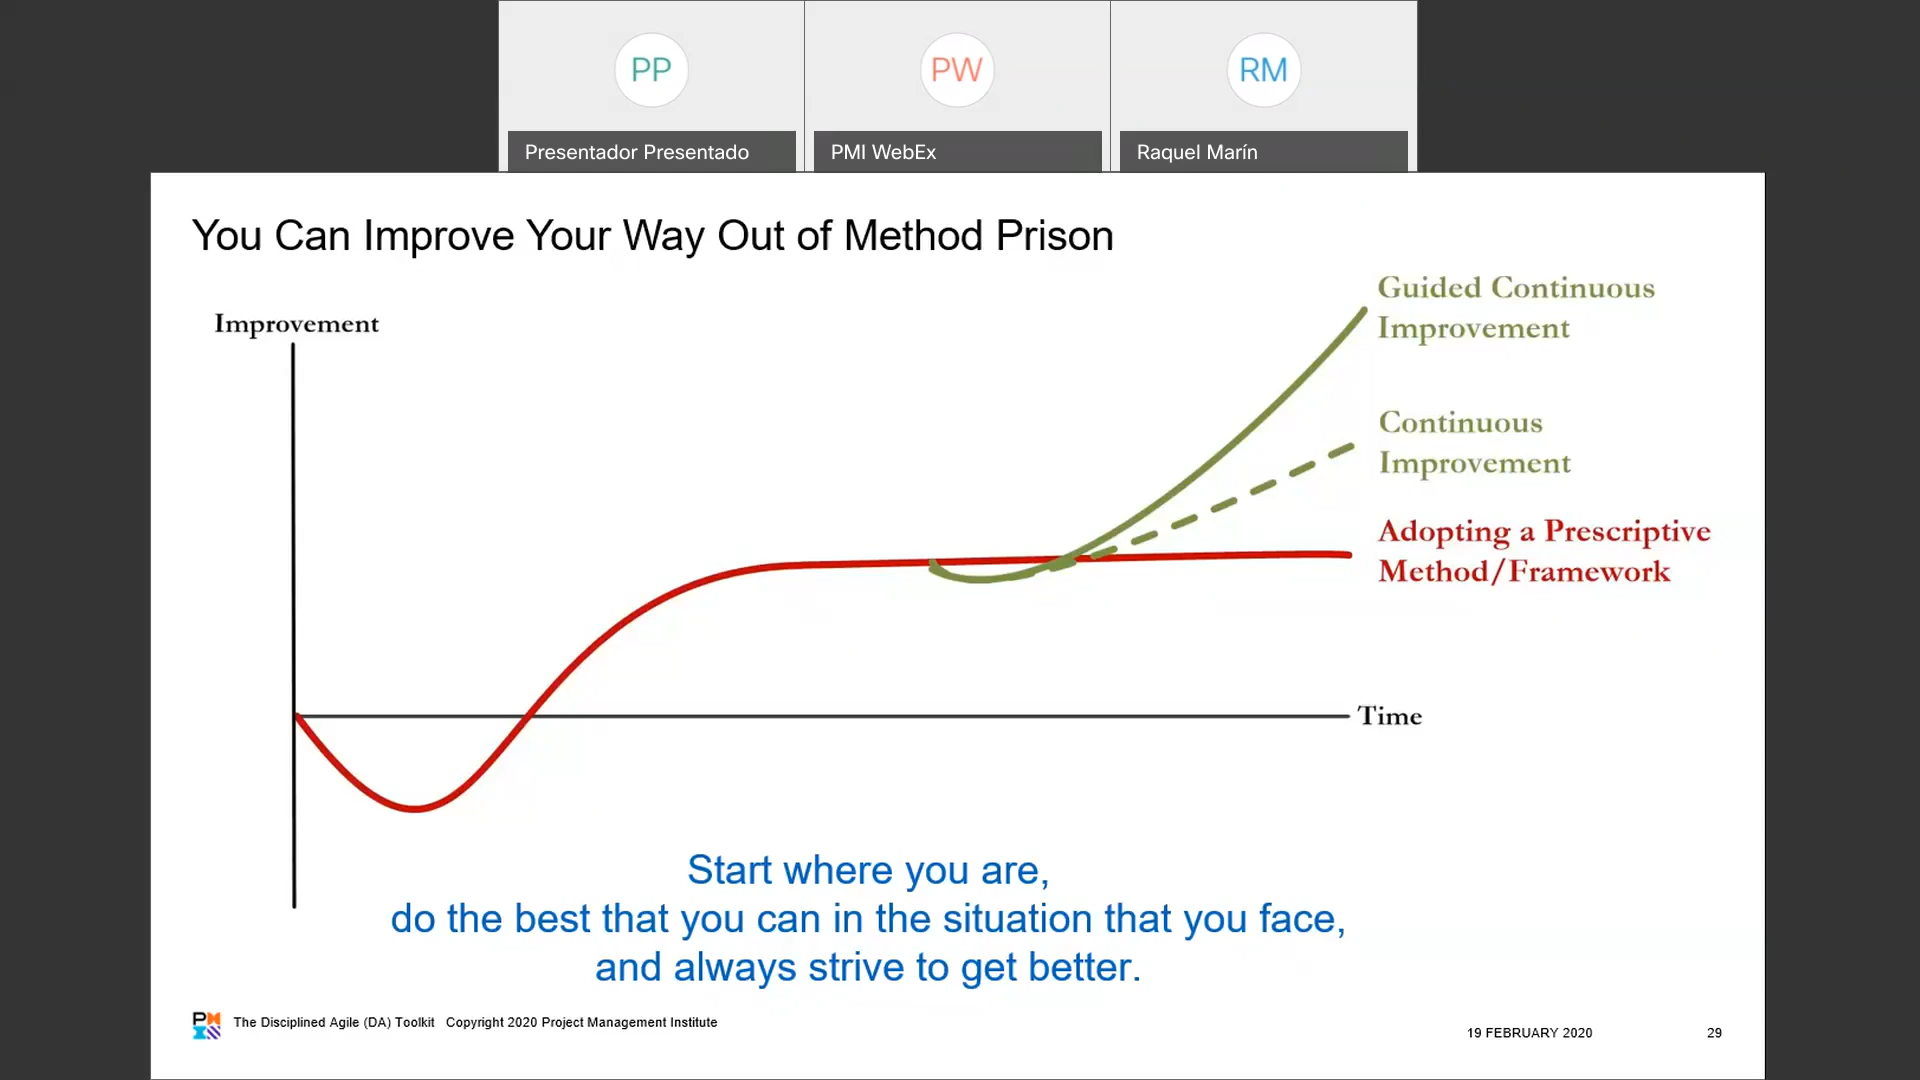 PP
PW
RM
Presentador Presentado
PMI WebEx
Raquel Marín
You Can Improve Your Way Out of Method Prison
Improvement
Guided Continuous
Improvement
Continuous
Improvement
Adopting a Prescriptive
Method/Framework
Time
Start where you are,
do the best that you can in the situation that you face,
and always strive to get better.
The Disciplined Agile (DA) Toolkit Copyright 2020 Project Management Institute
19 FEBRUARY 2020
29